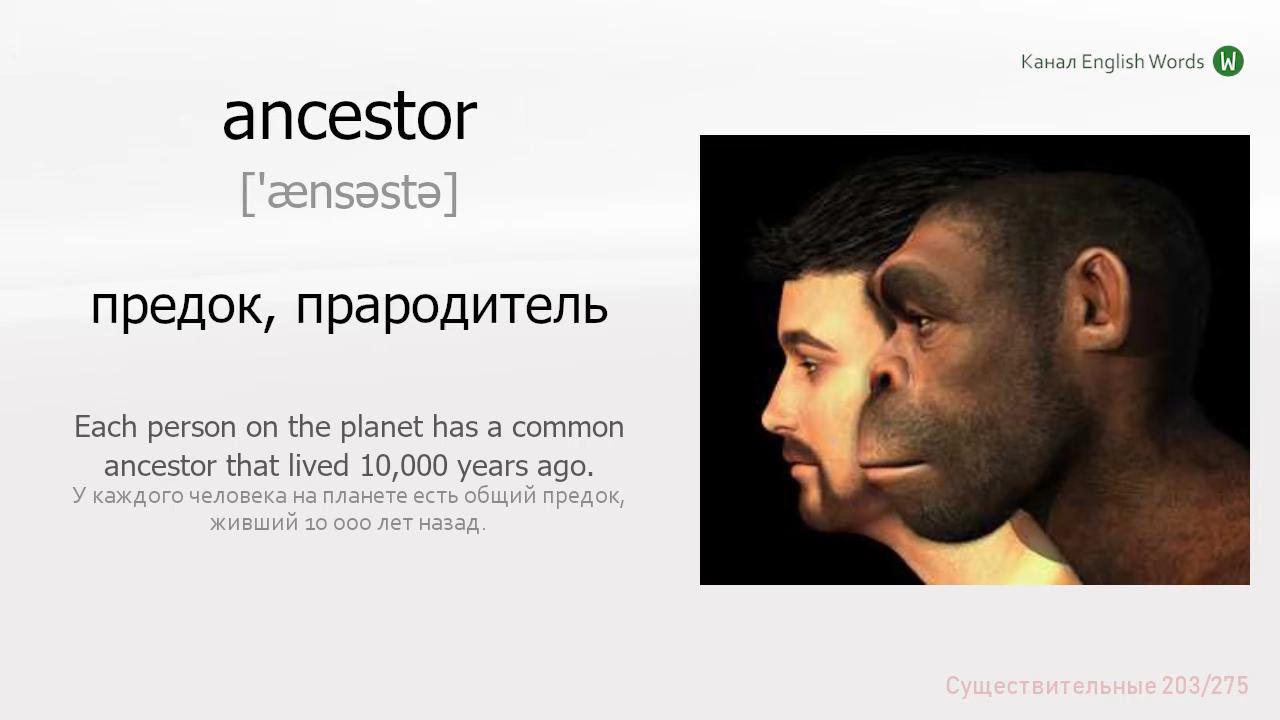 Канал English Words W
ancestor
['ænsəstə]
предок, прародитель
Each person on the planet has a common
ancestor that lived 10,000 years ago.
У каждого человека на планете есть общий предок,
живший 10 000 лет назад.
Существительные 203/275